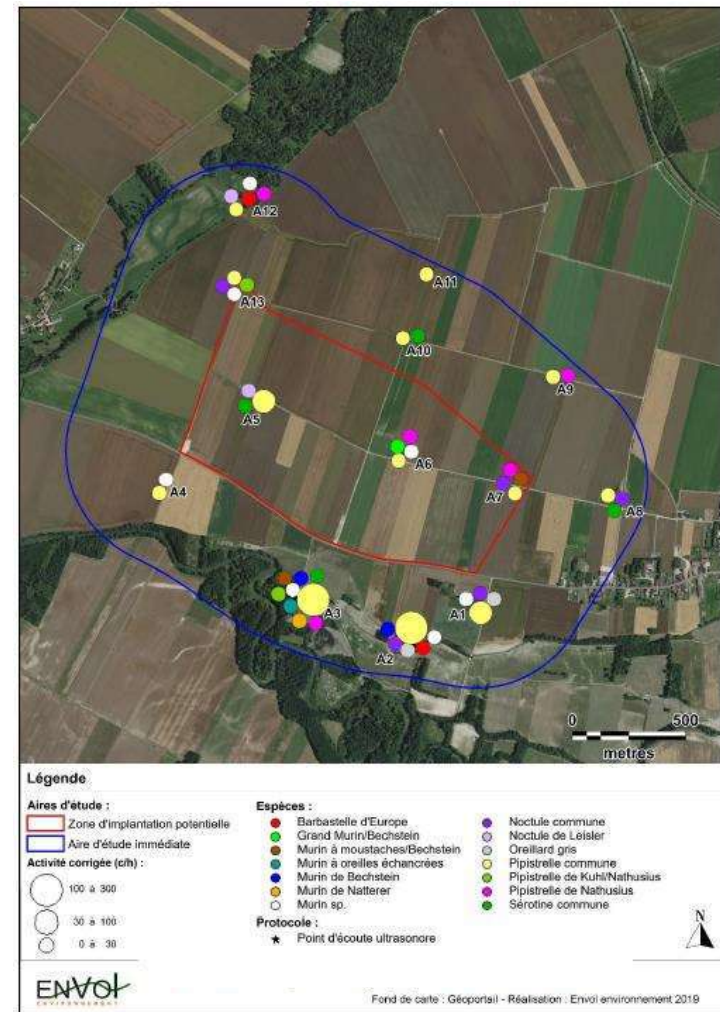 A12
A11
A13
A10
A9
A5
A6
A7
A4
A8
A3
A1
A2
0 500
metres
Légende
Aires d'étude :
Zone d'implantation potentielle
Aire d'étude immédiate
Activité corrigée (c/h) :
100 à 300
30 à 100
0 à 30
Espèces :
Barbastelle d'Europe
Grand Murin/Bechstein
Murin à moustaches/Bechstein
Murin à oreilles échancrées
Murin de Bechstein
Murin de Natterer
Murin sp.
Protocole :
Point d'écoute ultrasonore
Noctule commune
Noctule de Leisler
Oreillard gris
Pipistrelle commune
Pipistrelle de Kuhl/Nathusius
Pipistrelle de Nathusius
Sérotine commune
N
ENVOL
ENVIRONNEMENT
Fond de carte : Géoportail - Réalisation : Envol environnement 2019